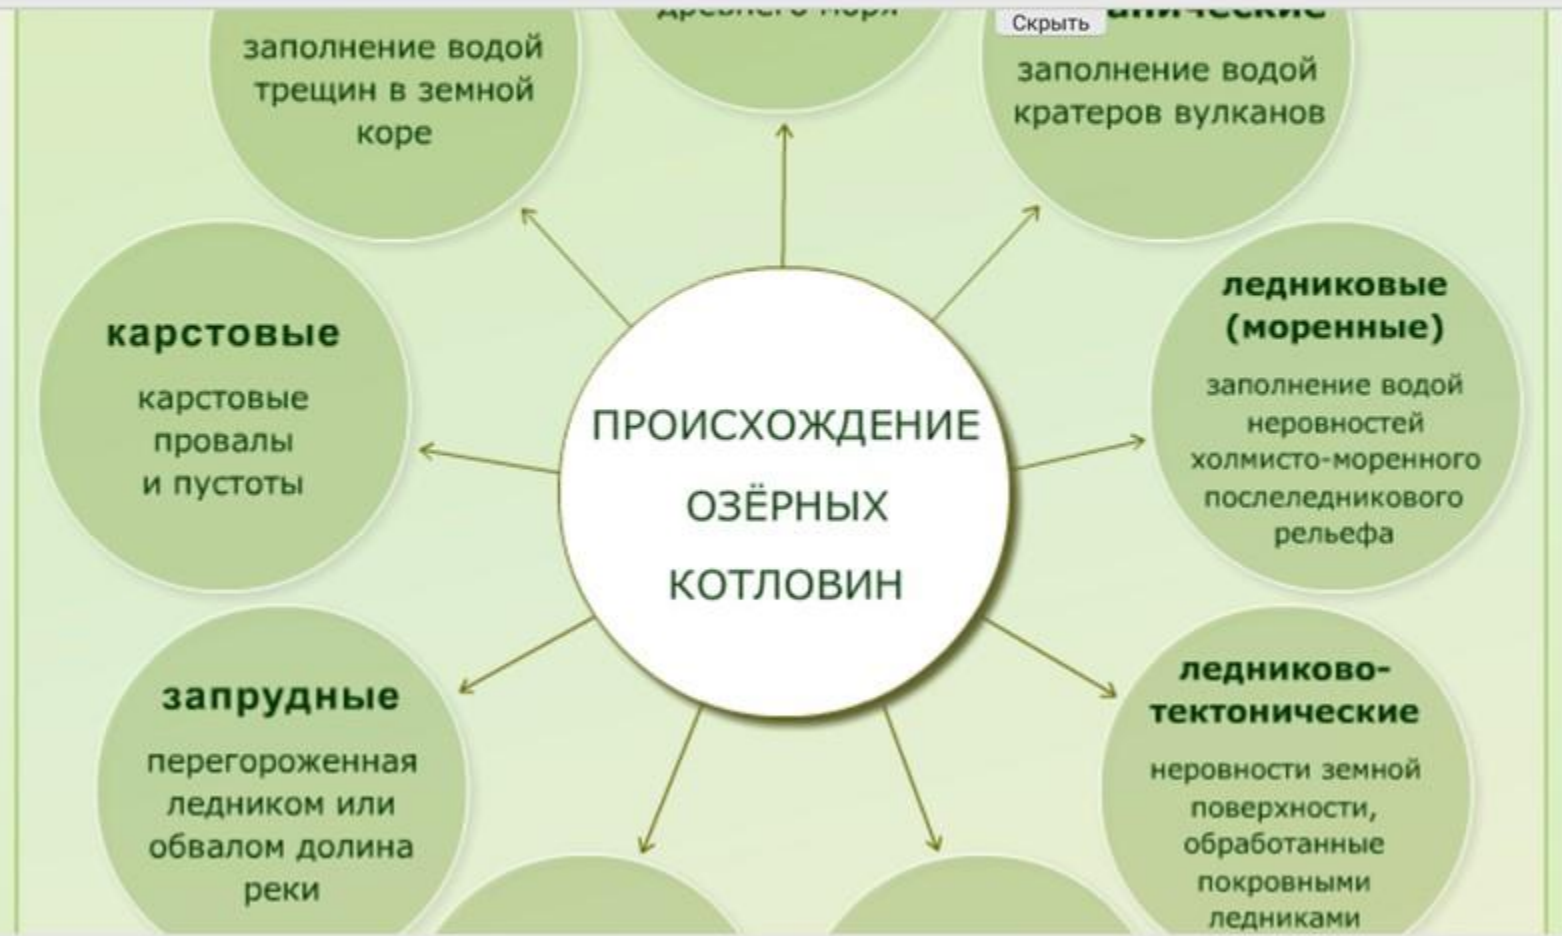 заполнение водой
трещин в земной
коре
древнего моря
Скрыть
заполнение водой
кратеров вулканов
карстовые
карстовые
провалы
и пустоты
ПРОИСХОЖДЕНИЕ
ОЗЁРНЫХ
КОТЛОВИН
ледниковые
(моренные)
заполнение водой
неровностей
холмисто-моренного
послеледникового
рельефа
запрудные
перегороженная
ледником или
обвалом долина
реки
ледниково-
тектонические
неровности земной
поверхности,
обработанные
покровными
ледниками